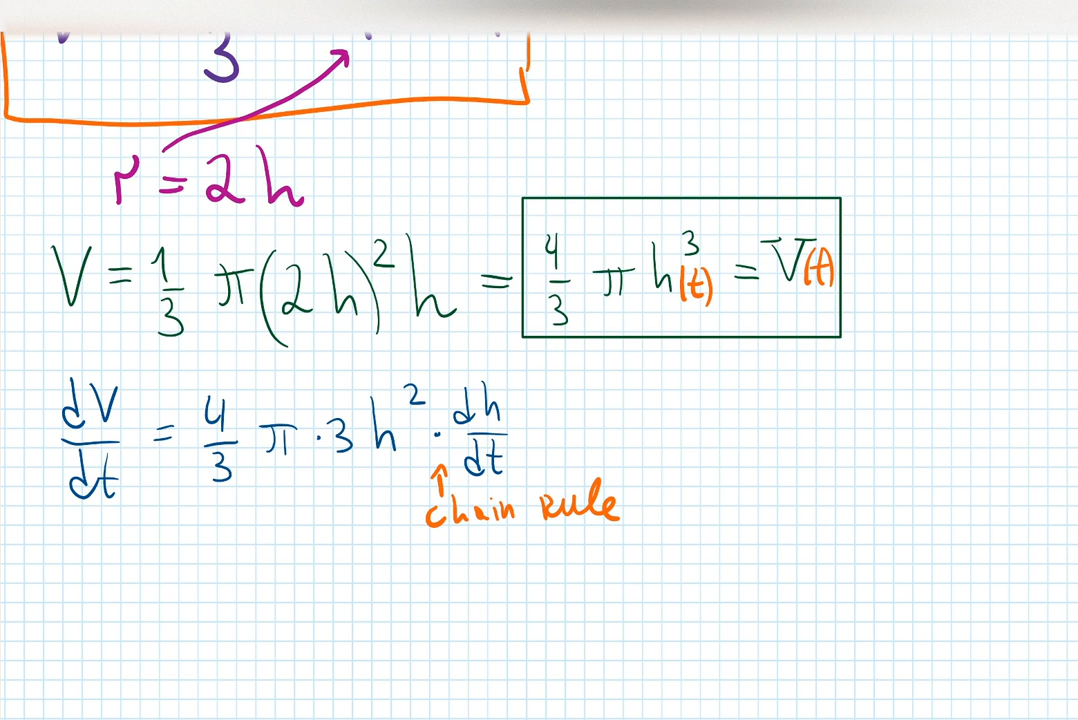 3
r = 2h
V = 1/3 π(2h)²h = 4/3 π h³(t) = V(t)
dV/dt = 4/3 π · 3h² · dh/dt
↑
chain rule